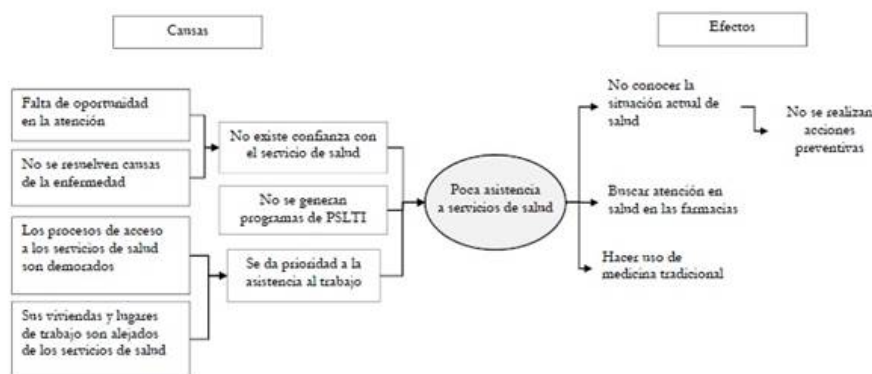 Causas
Efectos
Falta de oportunidad
en la atención
No se resuelven causas
de la enfermedad
Los procesos de acceso
a los servicios de salud
son demorados
Sus viviendas y lugares
de trabajo son alejados
de los servicios de salud
No existe confianza con
el servicio de salud
No se generan
programas de PSLTI
Se da prioridad a la
asistencia al trabajo
Poca asistencia
a servicios de salud
No conocer la
situación actual de
salud
No se realizan
acciones
preventivas
Buscar atención en
salud en las farmacias
Hacer uso de
medicina tradicional